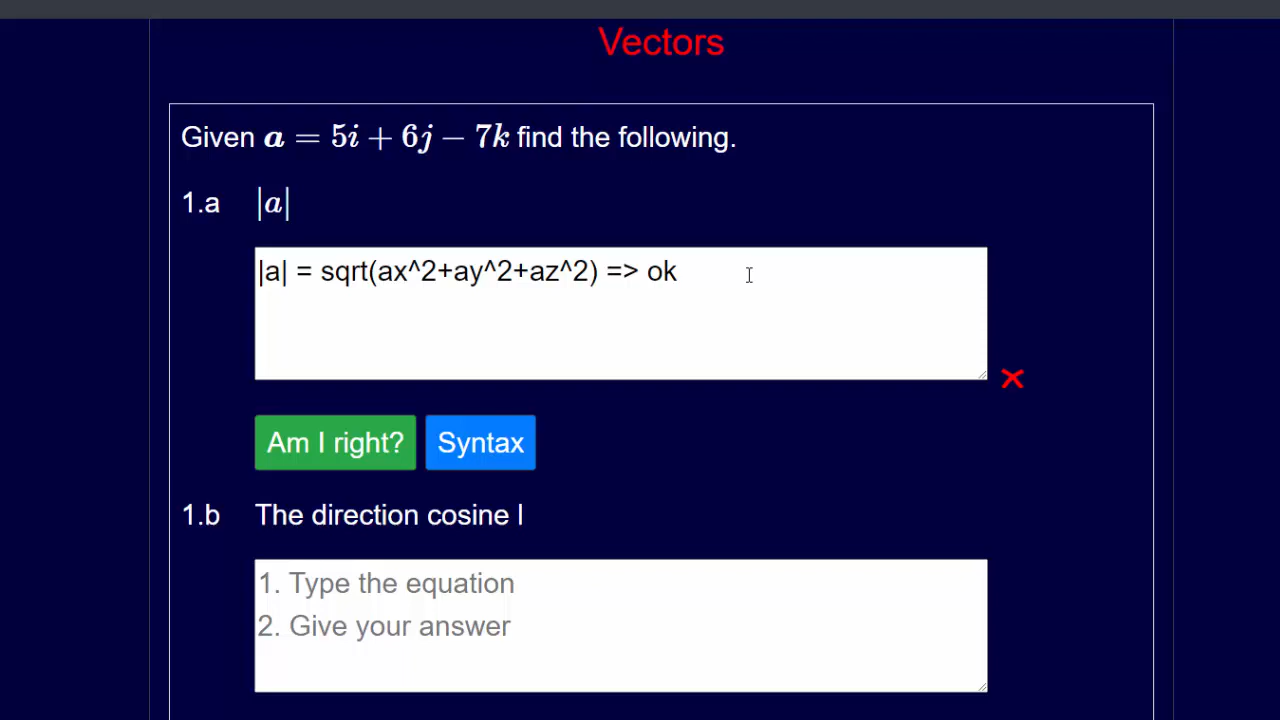 Vectors
Given a = 5i + 6j − 7k find the following.
1.a |a|
|a| = sqrt(ax^2+ay^2+az^2) => ok
Am I right? Syntax
1.b The direction cosine l
1. Type the equation
2. Give your answer